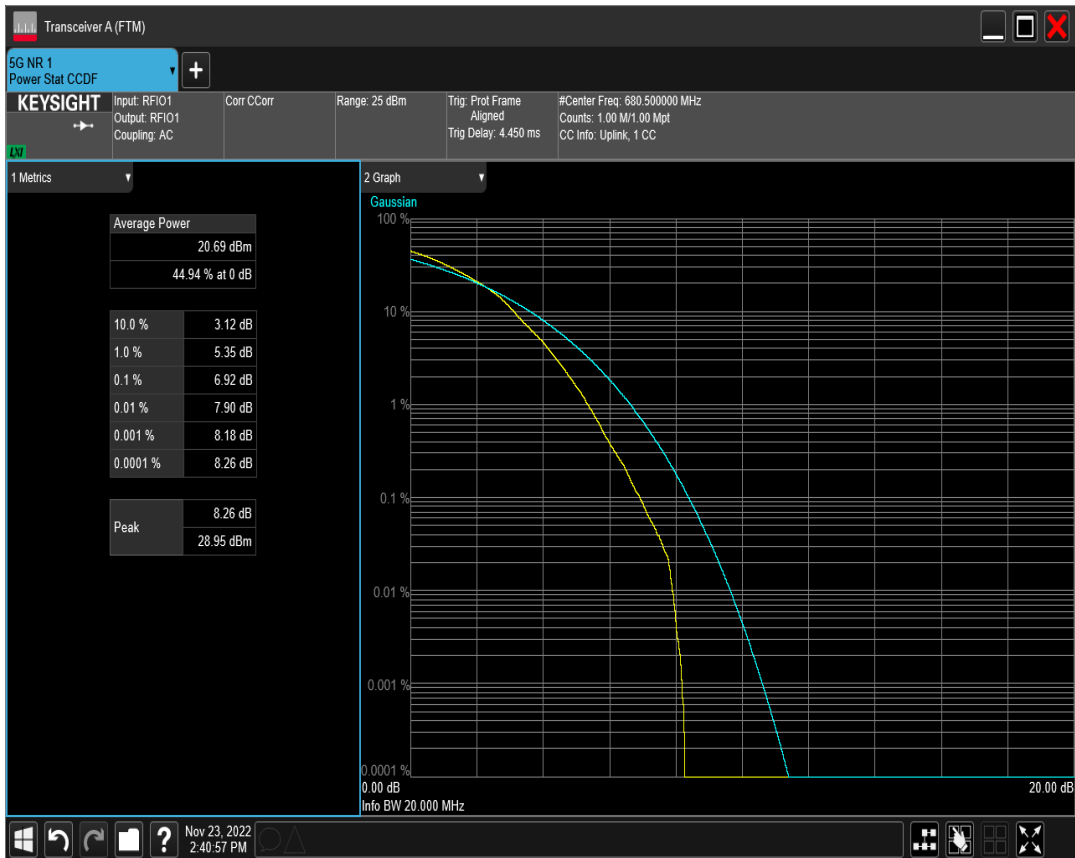 Transceiver A (FTM)
5G NR 1
Power Stat CCDF
+
KEYSIGHT
LXI
Input: RFIO1
Output: RFIO1
Coupling: AC
Corr CCorr
Range: 25 dBm
Trig: Prot Frame
Aligned
Trig Delay: 4.450 ms
#Center Freq: 680.500000 MHz
Counts: 1.00 M/1.00 Mpt
CC Info: Uplink, 1 CC
1 Metrics
Average Power
20.69 dBm
44.94 % at 0 dB
10.0 % 3.12 dB
1.0 % 5.35 dB
0.1 % 6.92 dB
0.01 % 7.90 dB
0.001 % 8.18 dB
0.0001 % 8.26 dB
Peak
8.26 dB
28.95 dBm
2 Graph
Gaussian
100 %
10 %
1 %
0.1 %
0.01 %
0.001 %
0.0001 %
0.00 dB 20.00 dB
Info BW 20.000 MHz
?
Nov 23, 2022
2:40:57 PM